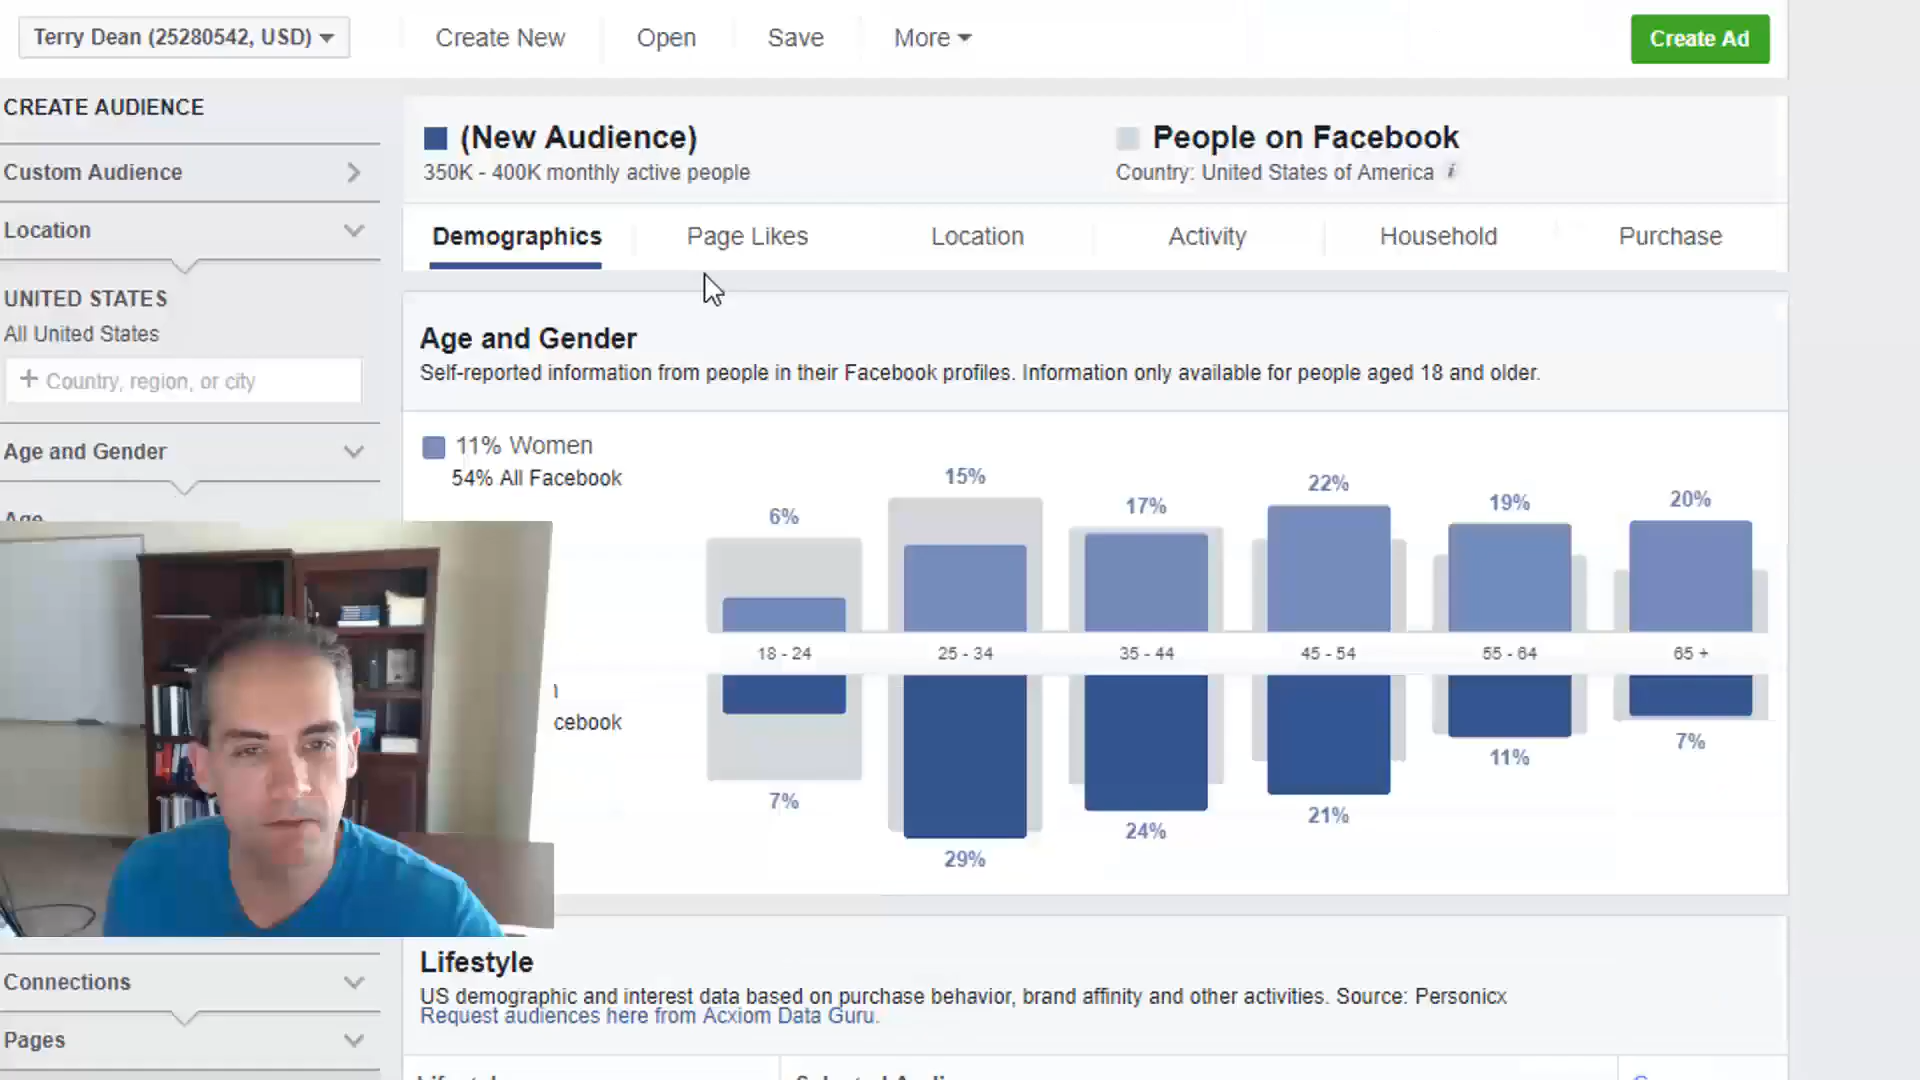 Terry Dean (25280542, USD)
Create New
Open
Save
More
Create Ad
CREATE AUDIENCE
Custom Audience
Location
UNITED STATES
All United States
+ Country, region, or city
Age and Gender
Age
Connections
Pages
(New Audience)
350K - 400K monthly active people
People on Facebook
Country: United States of America i
Demographics
Page Likes
Location
Activity
Household
Purchase
Age and Gender
Self-reported information from people in their Facebook profiles. Information only available for people aged 18 and older.
11% Women
54% All Facebook
6%
15%
17%
22%
19%
20%
18 - 24
25 - 34
35 - 44
45 - 54
55 - 64
65 +
cebook
7%
29%
24%
21%
11%
7%
Lifestyle
US demographic and interest data based on purchase behavior, brand affinity and other activities. Source: Personicx
Request audiences here from Acxiom Data Guru.